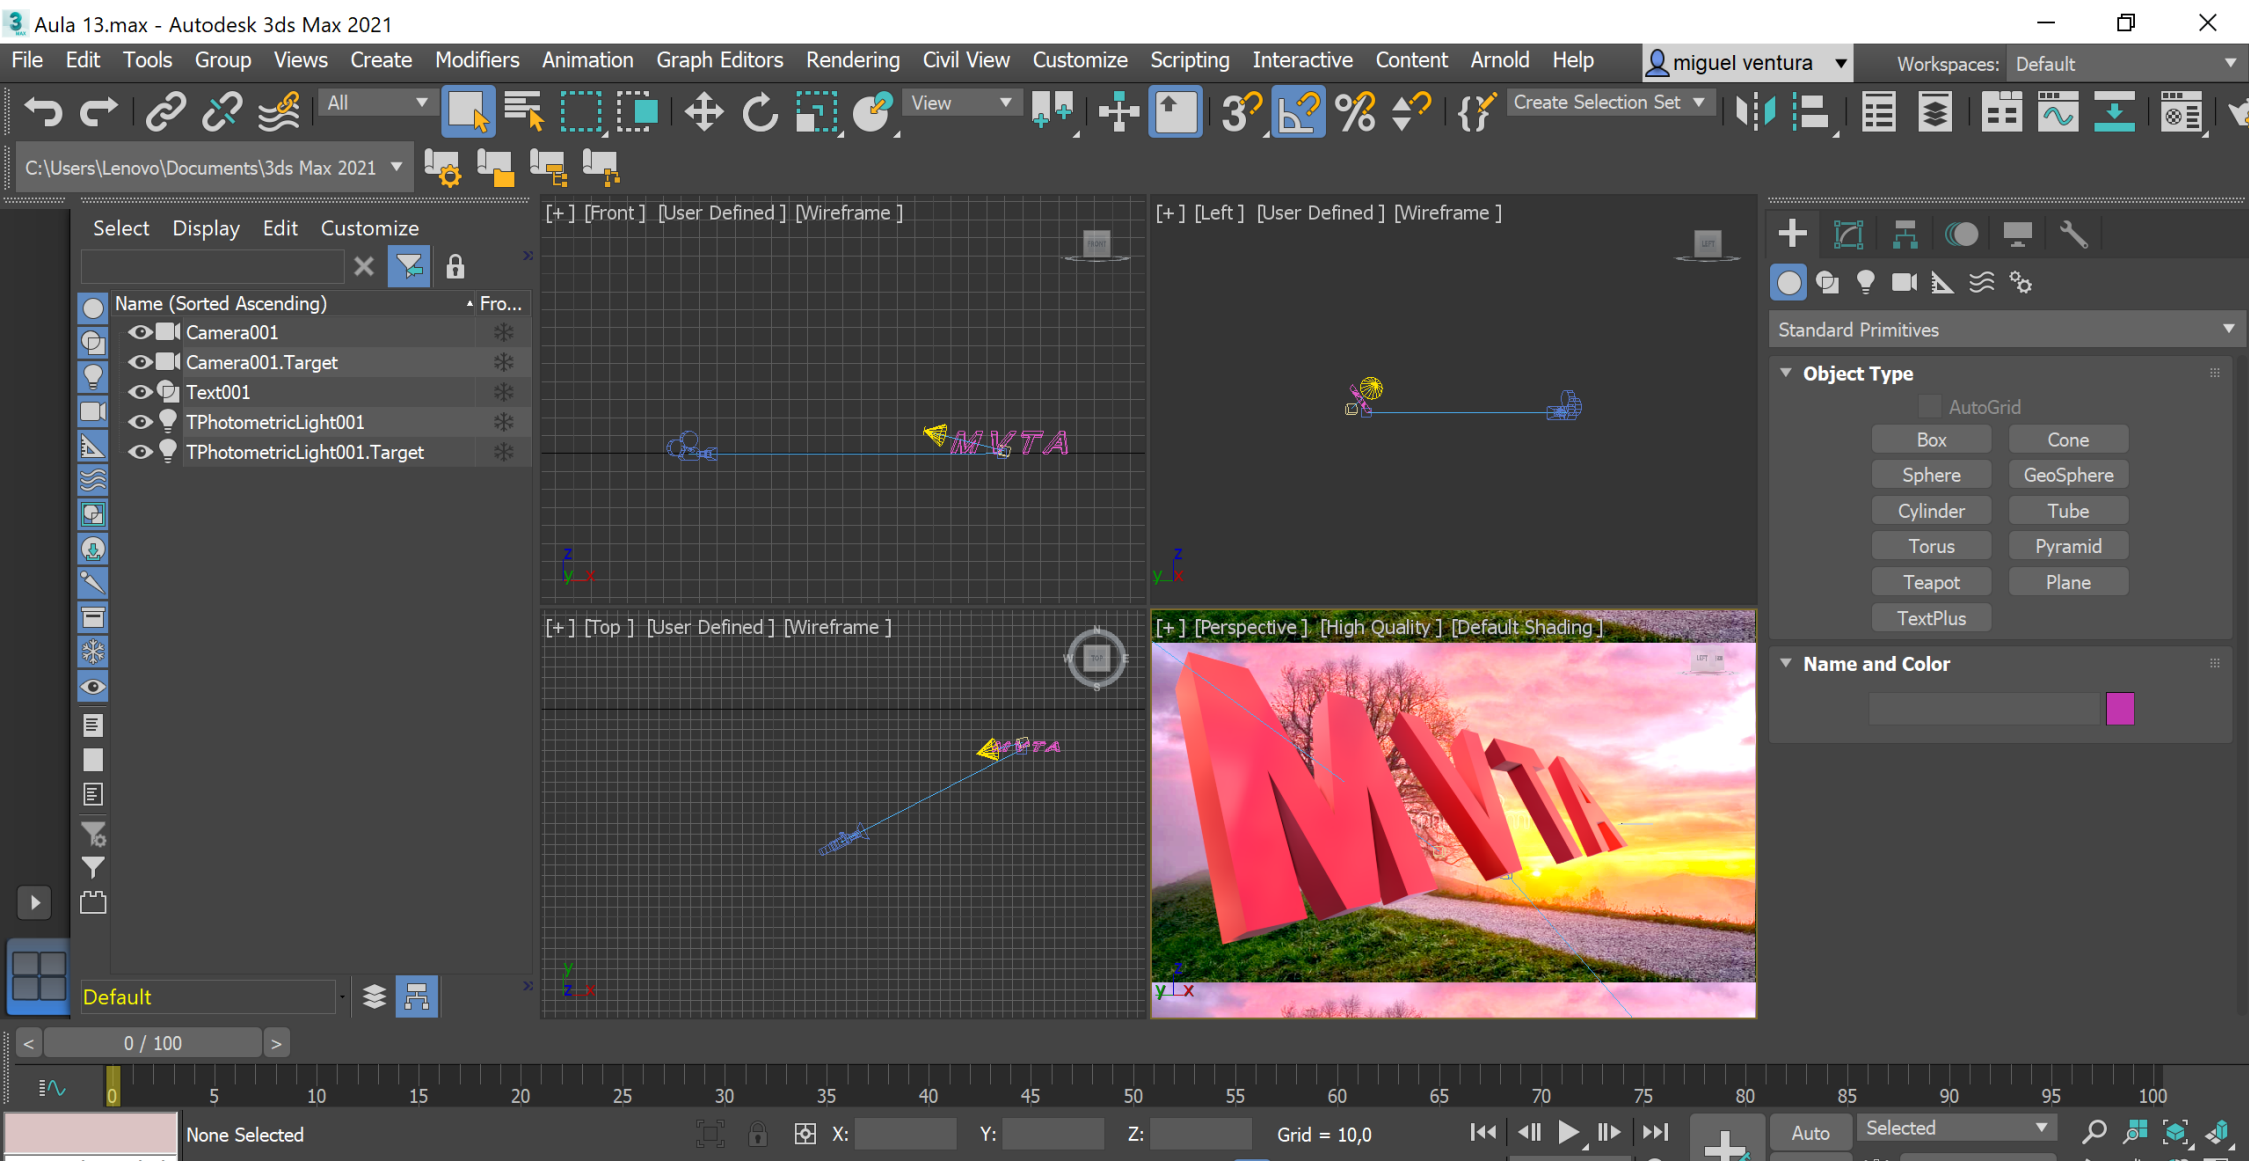 Aula 13.max - Autodesk 3ds Max 2021
File Edit Tools Group Views Create Modifiers Animation Graph Editors Rendering Civil View Customize Scripting Interactive Content Arnold Help miguel ventura Workspaces: Default
All View Create Selection Set
C:\Users\Lenovo\Documents\3ds Max 2021
Select Display Edit Customize
Name (Sorted Ascending) Fro...
Camera001
Camera001.Target
Text001
TPhotometricLight001
TPhotometricLight001.Target
Default
[+] [Front] [User Defined] [Wireframe]
FRONT
MVTA
z
y x
[+] [Left] [User Defined] [Wireframe]
LEFT
z
y x
[+] [Top] [User Defined] [Wireframe]
N
W TOP E
S
MVTA
y
z x
[+] [Perspective] [High Quality] [Default Shading]
LEFT
MVTA
z
y x
Standard Primitives
Object Type
AutoGrid
Box Cone
Sphere GeoSphere
Cylinder Tube
Torus Pyramid
Teapot Plane
TextPlus
Name and Color
< 0 / 100 >
0 5 10 15 20 25 30 35 40 45 50 55 60 65 70 75 80 85 90 95 100
None Selected X: Y: Z: Grid = 10,0 Auto Selected